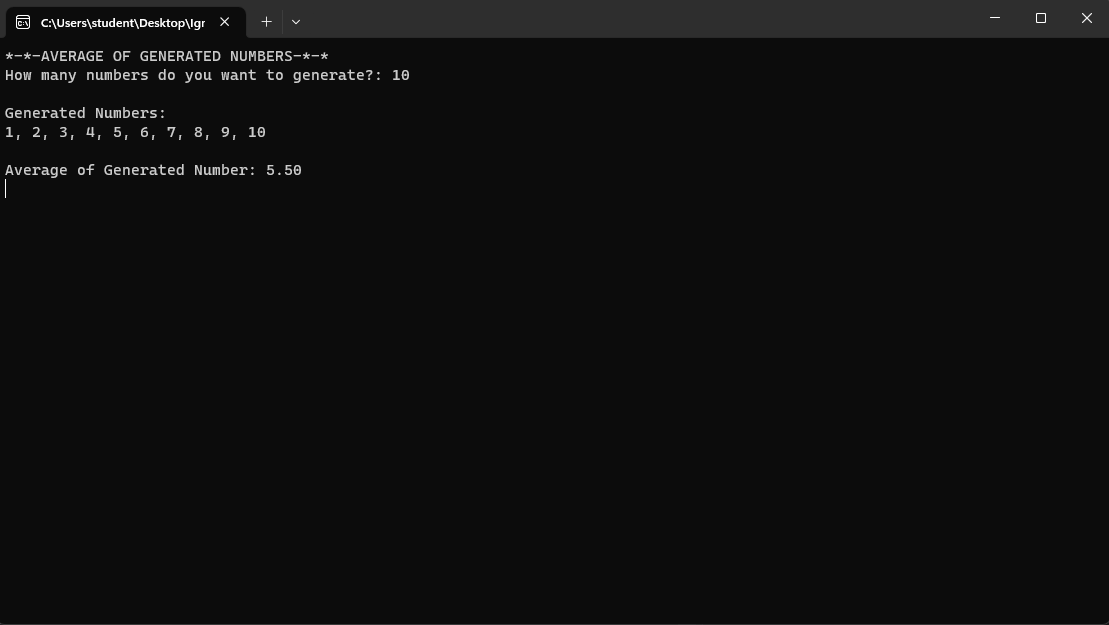 C:\Users\student\Desktop\Igr
*-*-AVERAGE OF GENERATED NUMBERS-*-*
How many numbers do you want to generate?: 10
Generated Numbers:
1, 2, 3, 4, 5, 6, 7, 8, 9, 10
Average of Generated Number: 5.50